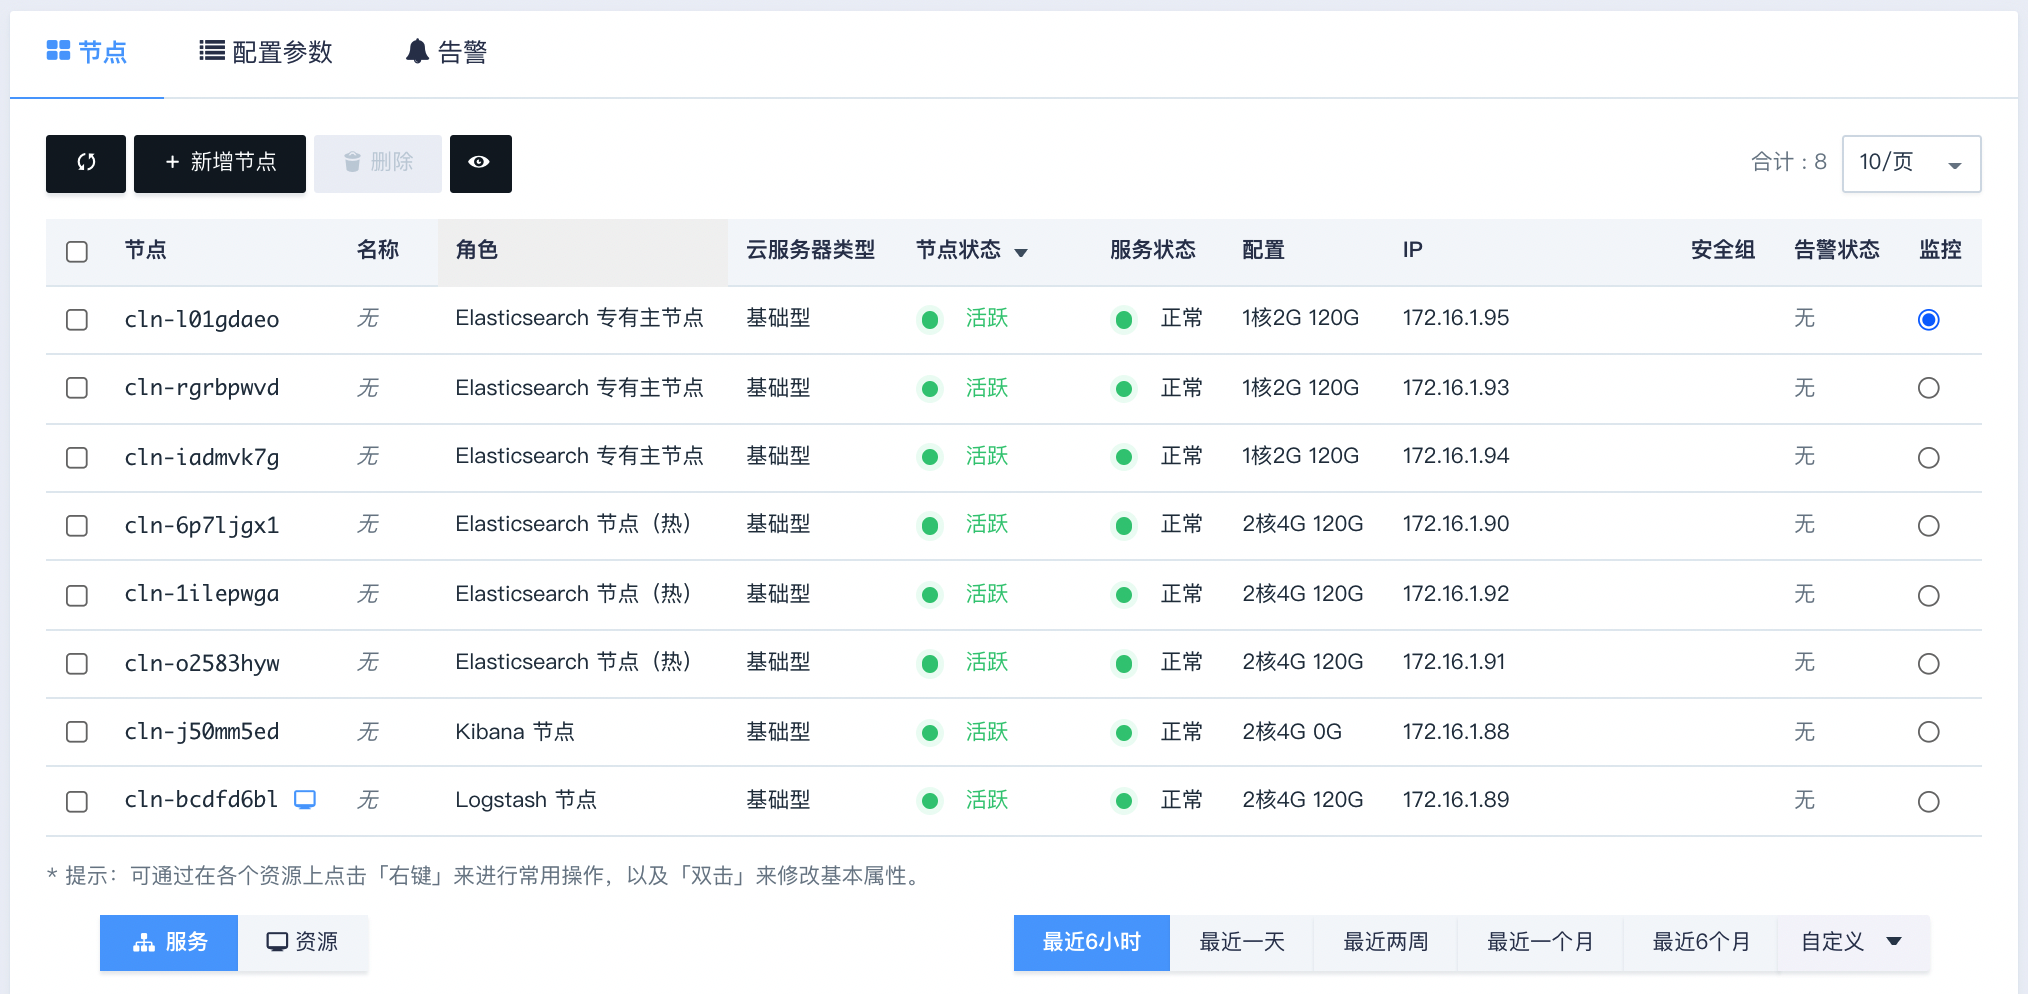 节点 配置参数 告警
+ 新增节点 删除 合计：8 10/页
节点 名称 角色 云服务器类型 节点状态 服务状态 配置 IP 安全组 告警状态 监控
cln-l01gdaeo 无 Elasticsearch 专有主节点 基础型 活跃 正常 1核2G 120G 172.16.1.95 无
cln-rgrbpwvd 无 Elasticsearch 专有主节点 基础型 活跃 正常 1核2G 120G 172.16.1.93 无
cln-iadmvk7g 无 Elasticsearch 专有主节点 基础型 活跃 正常 1核2G 120G 172.16.1.94 无
cln-6p7ljgx1 无 Elasticsearch 节点（热） 基础型 活跃 正常 2核4G 120G 172.16.1.90 无
cln-1ilepwga 无 Elasticsearch 节点（热） 基础型 活跃 正常 2核4G 120G 172.16.1.92 无
cln-o2583hyw 无 Elasticsearch 节点（热） 基础型 活跃 正常 2核4G 120G 172.16.1.91 无
cln-j50mm5ed 无 Kibana 节点 基础型 活跃 正常 2核4G 0G 172.16.1.88 无
cln-bcdfd6bl 无 Logstash 节点 基础型 活跃 正常 2核4G 120G 172.16.1.89 无
* 提示：可通过在各个资源上点击「右键」来进行常用操作，以及「双击」来修改基本属性。
服务 资源 最近6小时 最近一天 最近两周 最近一个月 最近6个月 自定义